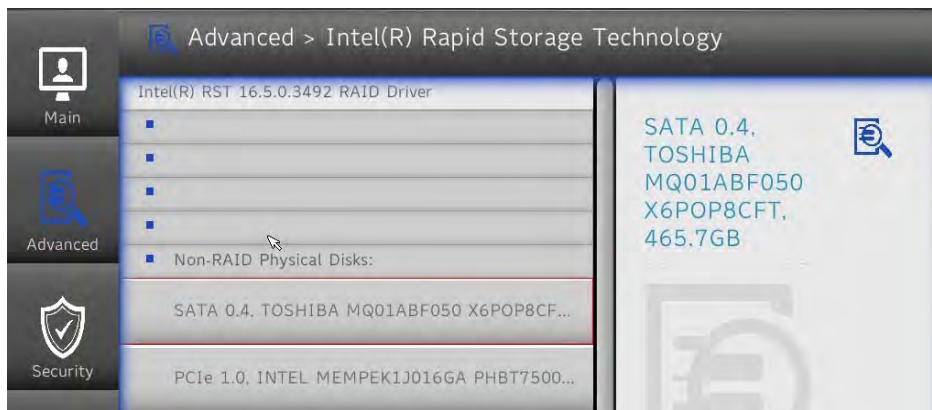 Advanced > Intel(R) Rapid Storage Technology
Main
Advanced
Security
Intel(R) RST 16.5.0.3492 RAID Driver
Non-RAID Physical Disks:
SATA 0.4, TOSHIBA MQ01ABF050 X6POP8CF...
PCIe 1.0, INTEL MEMPEK1J016GA PHBT7500...
SATA 0.4,
TOSHIBA
MQ01ABF050
X6POP8CFT,
465.7GB